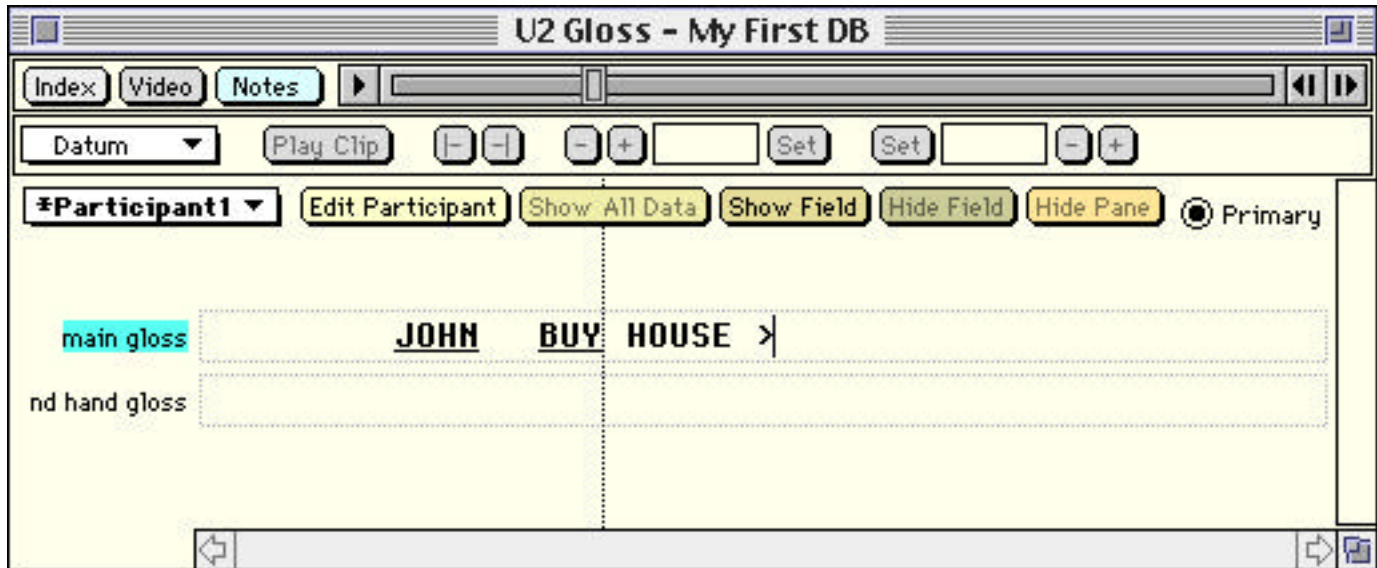 U2 Gloss - My First DB
Index Video Notes
Datum Play Clip |- -| - + Set Set - +
*Participant1 Edit Participant Show All Data Show Field Hide Field Hide Pane Primary
main gloss JOHN BUY HOUSE >
nd hand gloss